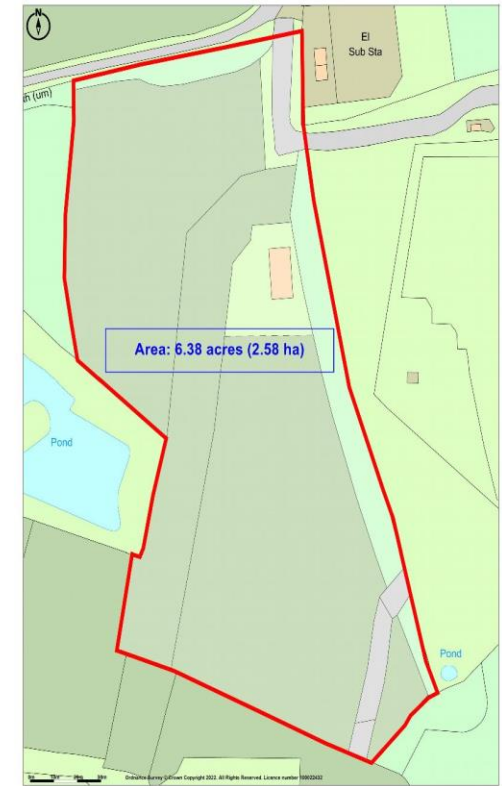 N
El
Sub Sta
th (um)
Area: 6.38 acres (2.58 ha)
Pond
Pond
Ordnance Survey © Crown Copyright 2022. All Rights Reserved. Licence number 100022432